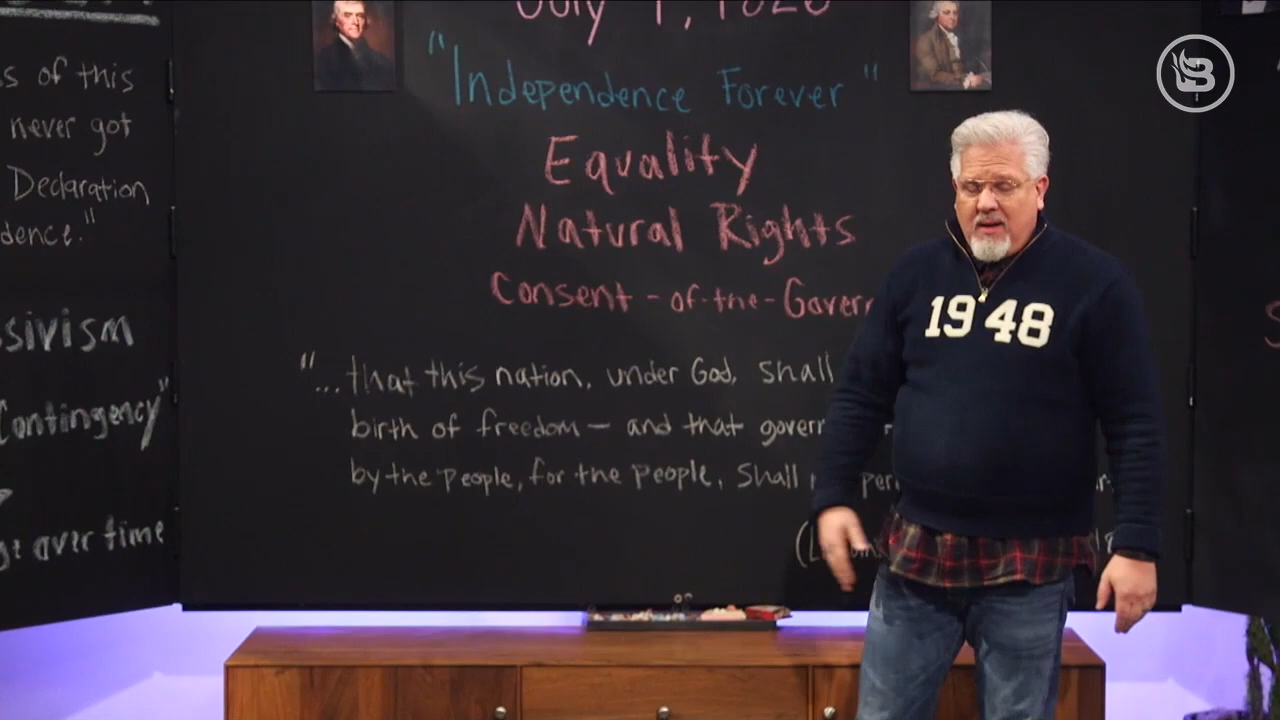 s of this
never got
Declaration
dence."
ssivism
Contingency"
over time
July 4, 1826
"Independence Forever"
Equality
Natural Rights
Consent-of-the-Gover
"...that this nation, under God, shall
birth of freedom — and that govern
by the people, for the people, shall
B
1948